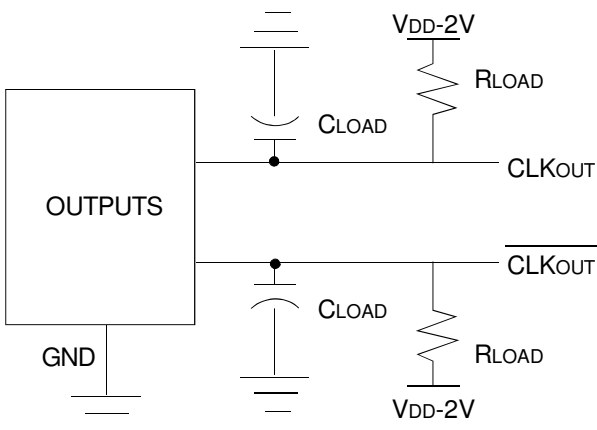 VDD-2V
RLOAD
CLOAD
CLKOUT
OUTPUTS
CLKOUT
CLOAD
GND
RLOAD
VDD-2V